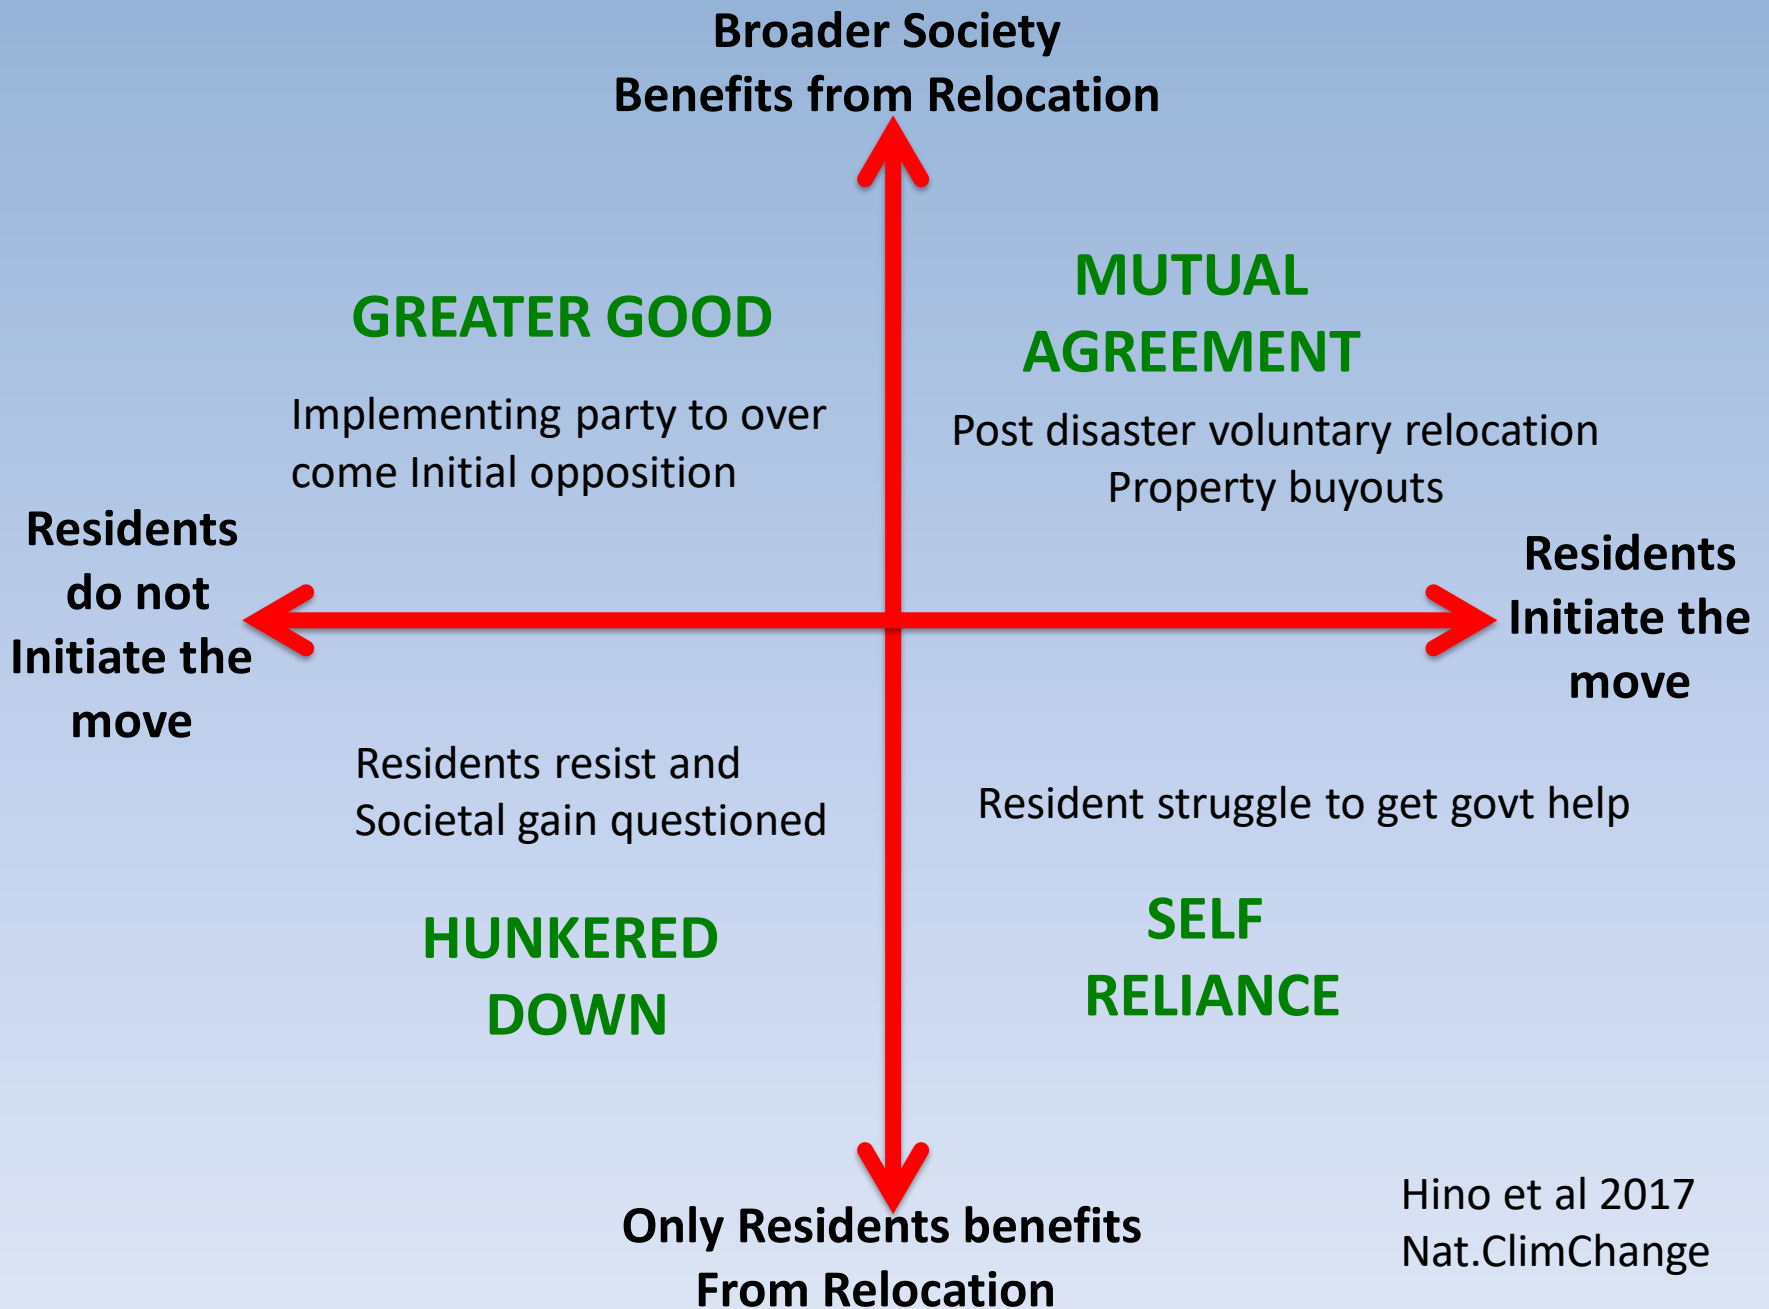 Broader Society
Benefits from Relocation
GREATER GOOD
Implementing party to over
come Initial opposition
MUTUAL
AGREEMENT
Post disaster voluntary relocation
Property buyouts
Residents
do not
Initiate the
move
Residents
Initiate the
move
Residents resist and
Societal gain questioned
HUNKERED
DOWN
Resident struggle to get govt help
SELF
RELIANCE
Only Residents benefits
From Relocation
Hino et al 2017
Nat.ClimChange